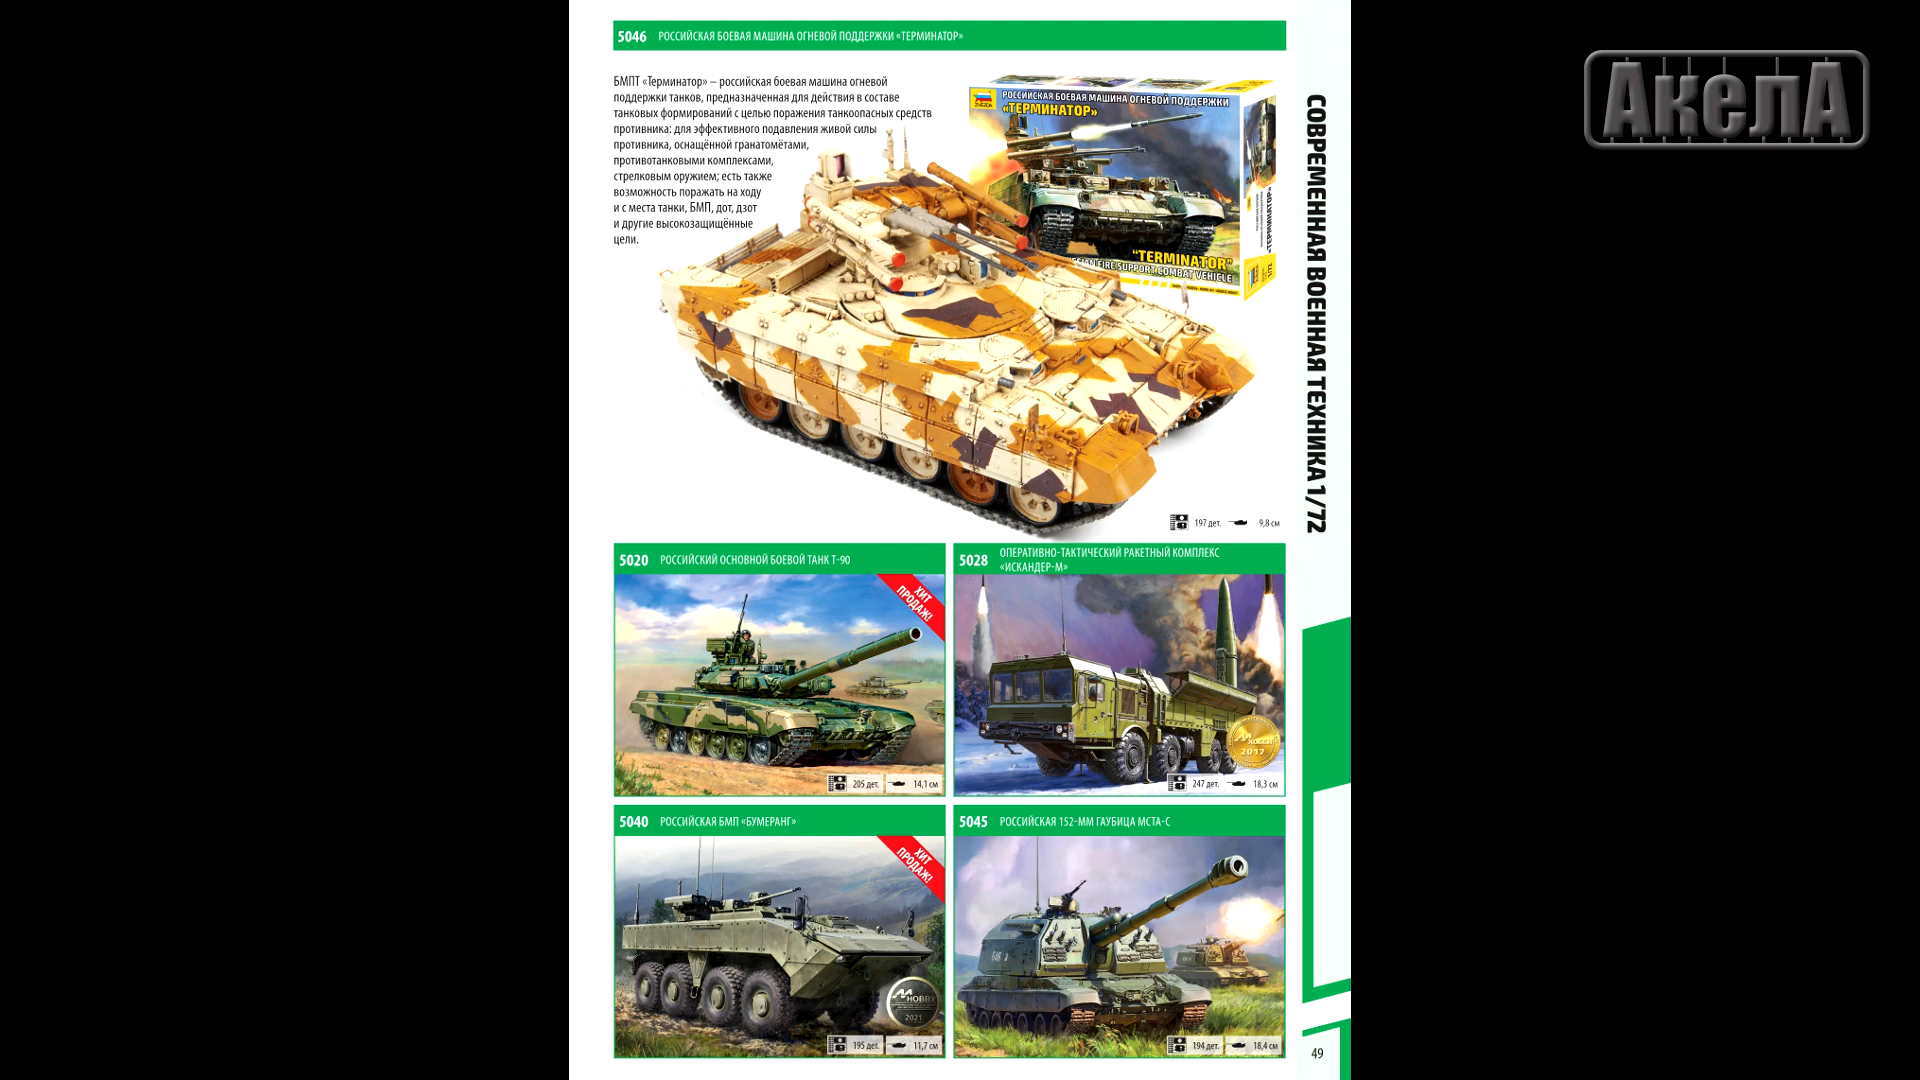 5046 РОССИЙСКАЯ БОЕВАЯ МАШИНА ОГНЕВОЙ ПОДДЕРЖКИ «ТЕРМИНАТОР»
АкелА
БМПТ «Терминатор» – российская боевая машина огневой
поддержки танков, предназначенная для действия в составе
танковых формирований с целью поражения танкоопасных средств
противника: для эффективного подавления живой силы
противника, оснащённой гранатомётами,
противотанковыми комплексами,
стрелковым оружием; есть также
возможность поражать на ходу
и с места танки, БМП, дот, дзот
и другие высокозащищённые
цели.
РОССИЙСКАЯ БОЕВАЯ МАШИНА ОГНЕВОЙ ПОДДЕРЖКИ
«ТЕРМИНАТОР»
"TERMINATOR"
FIRE SUPPORT COMBAT VEHICLE
«ТЕРМИНАТОР»
1/72
СОВРЕМЕННАЯ ВОЕННАЯ ТЕХНИКА 1/72
197 дет. 9,8 см
5020 РОССИЙСКИЙ ОСНОВНОЙ БОЕВОЙ ТАНК Т-90
ХИТ
ПРОДАЖ!
205 дет. 14,1 см
5028 ОПЕРАТИВНО-ТАКТИЧЕСКИЙ РАКЕТНЫЙ КОМПЛЕКС
«ИСКАНДЕР-М»
ХОББИ
2017
247 дет. 18,3 см
5040 РОССИЙСКАЯ БМП «БУМЕРАНГ»
ХИТ
ПРОДАЖ!
HOBBY
2021
195 дет. 11,7 см
5045 РОССИЙСКАЯ 152-ММ ГАУБИЦА МСТА-С
194 дет. 18,4 см
49